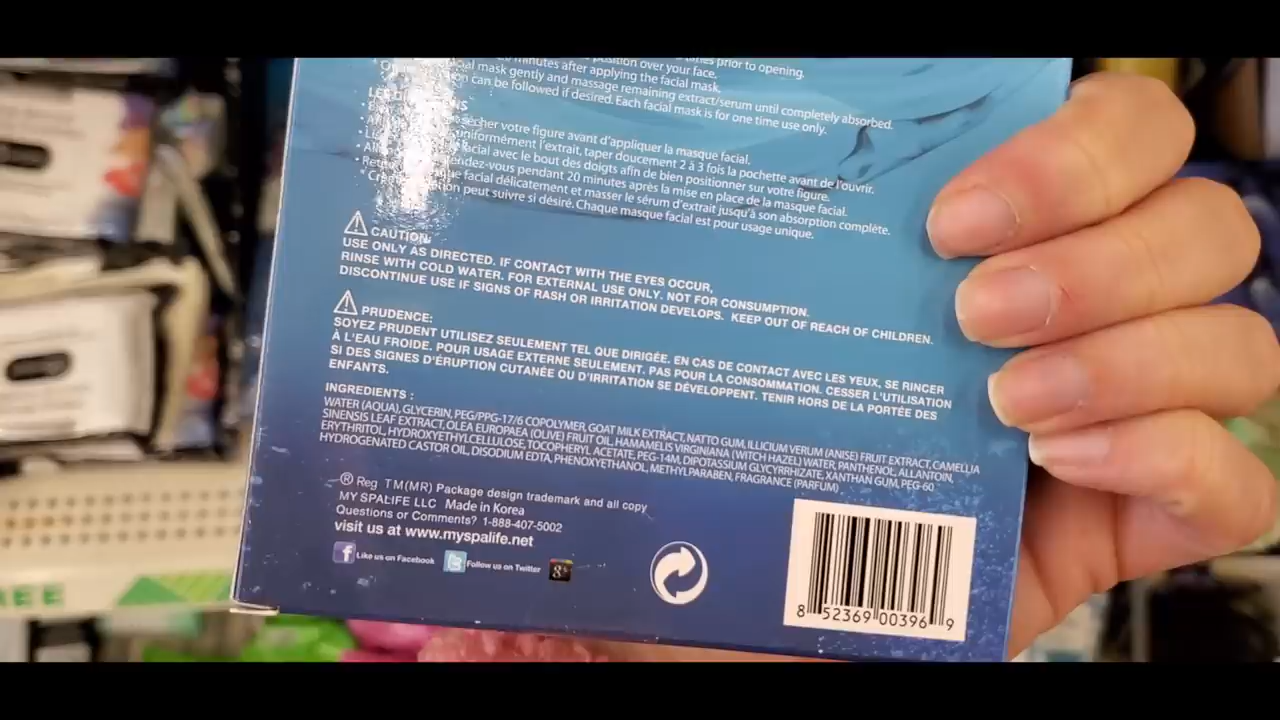 prior to opening.
position over your face.
minutes after applying the facial mask,
mask gently and massage remaining extract/serum until completely absorbed.
can be followed if desired. Each facial mask is for one time use only.
votre figure avant d'appliquer la masque facial.
uniformément l'extrait, taper doucement 2 à 3 fois la pochette avant de l'ouvrir.
avec le bout des doigts afin de bien positionner sur votre figure.
pendant 20 minutes après la mise en place de la masque facial.
facial délicatement et masser le sérum d'extrait jusqu'à son absorption complète.
peut suivre si désiré. Chaque masque facial est pour usage unique.
CAUTION:
USE ONLY AS DIRECTED. IF CONTACT WITH THE EYES OCCUR,
RINSE WITH COLD WATER. FOR EXTERNAL USE ONLY. NOT FOR CONSUMPTION.
DISCONTINUE USE IF SIGNS OF RASH OR IRRITATION DEVELOPS. KEEP OUT OF REACH OF CHILDREN.
PRUDENCE:
SOYEZ PRUDENT UTILISEZ SEULEMENT TEL QUE DIRIGÉE. EN CAS DE CONTACT AVEC LES YEUX, SE RINCER
À L'EAU FROIDE. POUR USAGE EXTERNE SEULEMENT. PAS POUR LA CONSOMMATION. CESSER L'UTILISATION
SI DES SIGNES D'ÉRUPTION CUTANÉE OU D'IRRITATION SE DÉVELOPPENT. TENIR HORS DE LA PORTÉE DES
ENFANTS.
INGREDIENTS :
WATER (AQUA), GLYCERIN, PEG/PPG-17/6 COPOLYMER, GOAT MILK EXTRACT, NATTO GUM, ILLICIUM VERUM (ANISE) FRUIT EXTRACT, CAMELLIA
SINENSIS LEAF EXTRACT, OLEA EUROPAEA (OLIVE) FRUIT OIL, HAMAMELIS VIRGINIANA (WITCH HAZEL) WATER, PANTHENOL, ALLANTOIN,
ERYTHRITOL, HYDROXYETHYLCELLULOSE, TOCOPHERYL ACETATE, PEG-14M, DIPOTASSIUM GLYCYRRHIZATE, XANTHAN GUM, PEG-60
HYDROGENATED CASTOR OIL, DISODIUM EDTA, PHENOXYETHANOL, METHYLPARABEN, FRAGRANCE (PARFUM)
® Reg TM(MR) Package design trademark and all copy
MY SPALIFE LLC Made in Korea
Questions or Comments? 1-888-407-5002
visit us at www.myspalife.net
f Like us on Facebook Follow us on Twitter g+
8 52369 00396 9